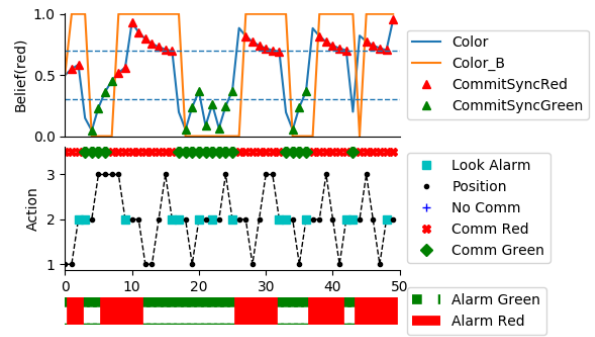 1.0
0.5
0.0
Belief(red)
Color
Color_B
CommitSyncRed
CommitSyncGreen
3
2
1
Action
Look Alarm
Position
No Comm
Comm Red
Comm Green
0 10 20 30 40 50
Alarm Green
Alarm Red